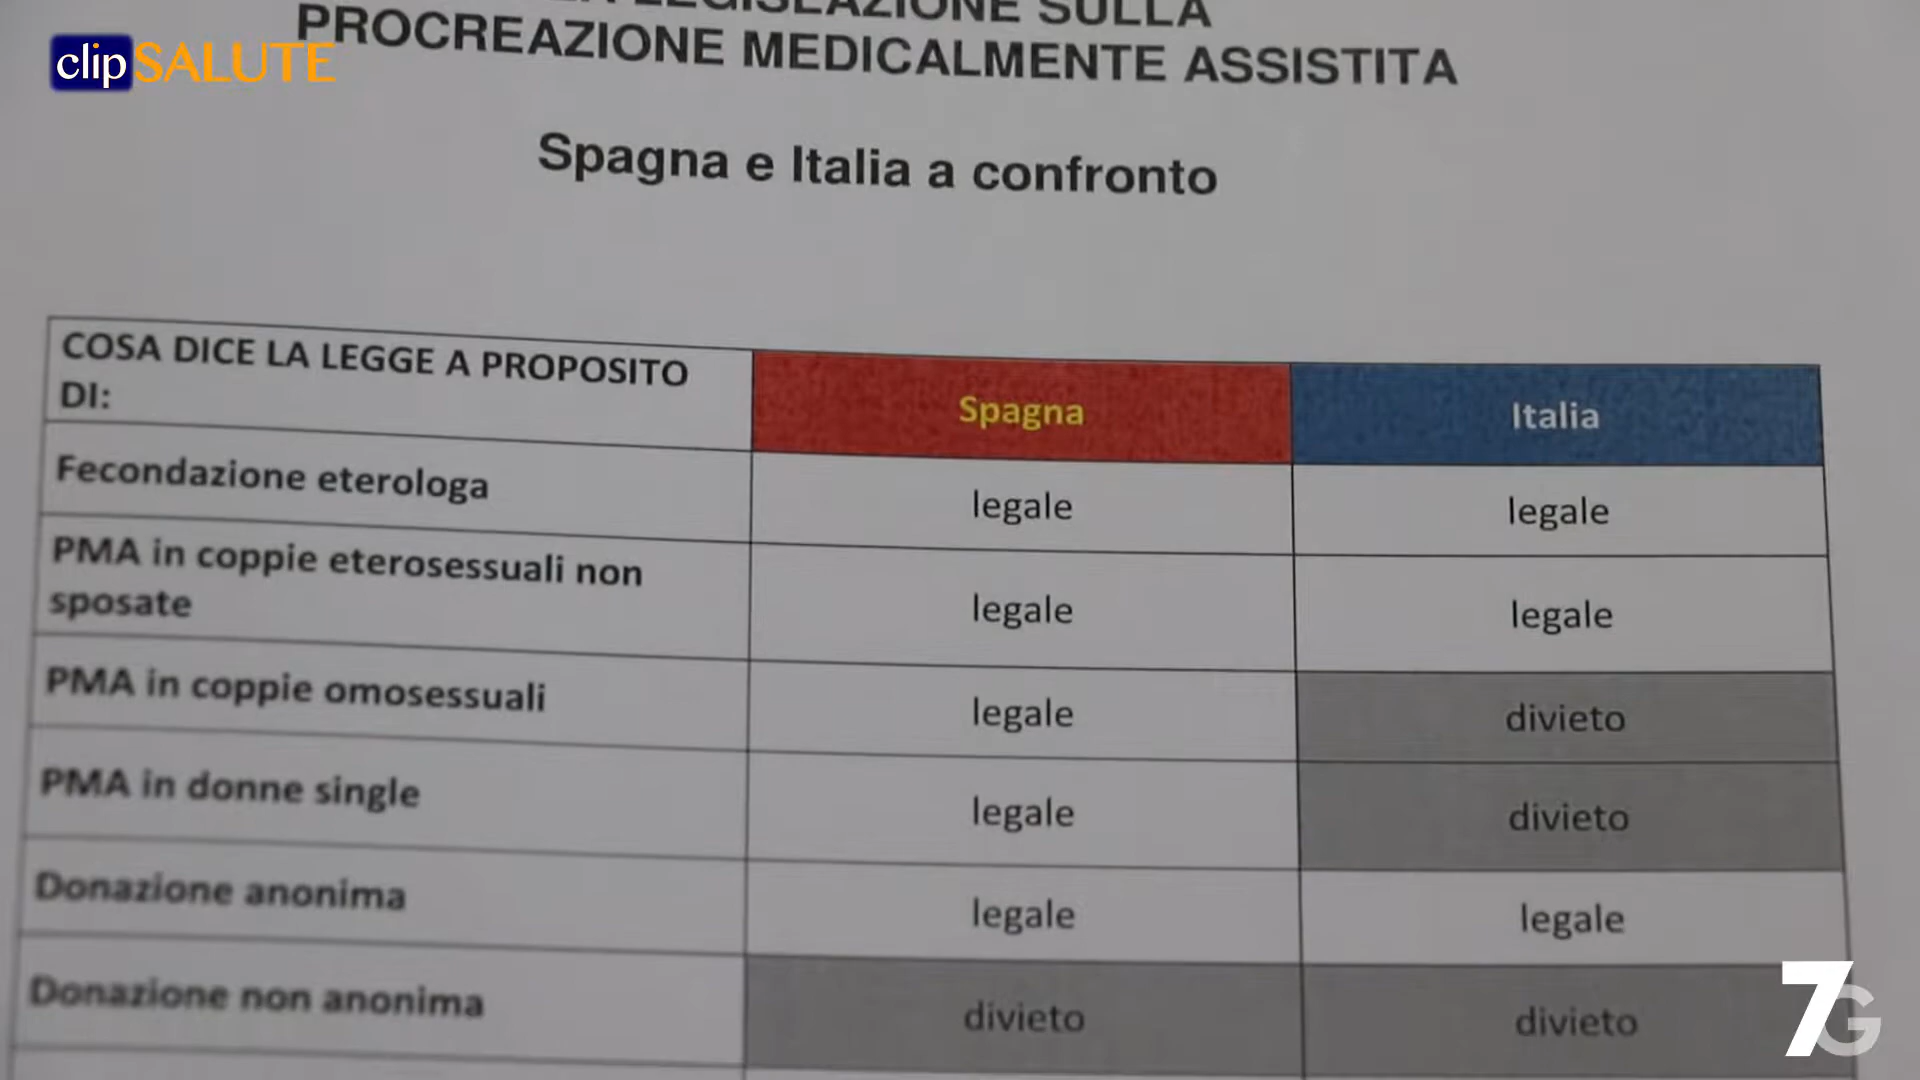 LEGISLAZIONE SULLA
PROCREAZIONE MEDICALMENTE ASSISTITA
clipSALUTE
Spagna e Italia a confronto
COSA DICE LA LEGGE A PROPOSITO
DI:
Spagna
Italia
Fecondazione eterologa
legale
legale
PMA in coppie eterosessuali non
sposate
legale
legale
PMA in coppie omosessuali
legale
divieto
PMA in donne single
legale
divieto
Donazione anonima
legale
legale
Donazione non anonima
divieto
divieto
7G